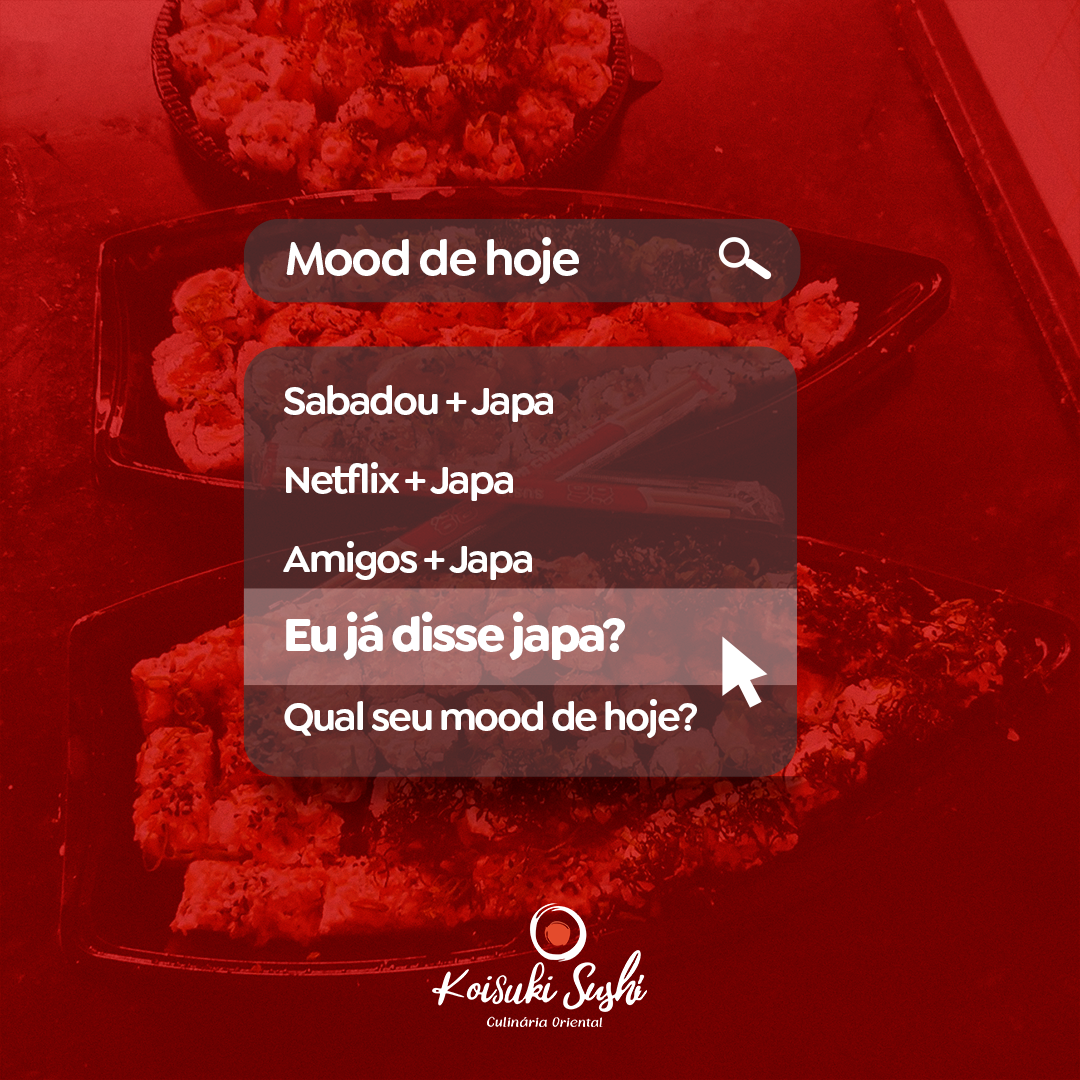 Mood de hoje
Sabadou + Japa
Netflix + Japa
Amigos + Japa
Eu já disse japa?
Qual seu mood de hoje?
Koisuki Sushi
Culinária Oriental